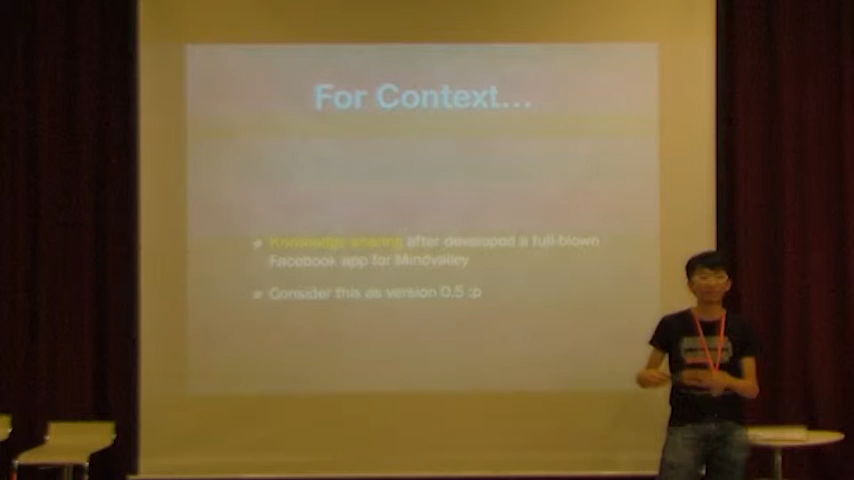 For Context...
Knowledge sharing after developed a full-blown
Facebook app for Mindvalley
Consider this as version 0.5 :p